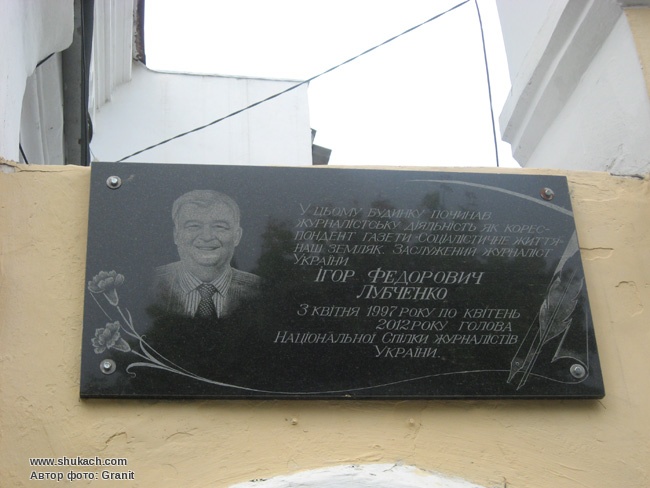 У ЦЬОМУ БУДИНКУ ПОЧИНАВ
ЖУРНАЛІСТСЬКУ ДІЯЛЬНІСТЬ ЯК КОРЕС-
ПОНДЕНТ ГАЗЕТИ "СОЦІАЛІСТИЧНЕ ЖИТТЯ"
НАШ ЗЕМЛЯК. ЗАСЛУЖЕНИЙ ЖУРНАЛІСТ
УКРАЇНИ
ІГОР ФЕДОРОВИЧ
ЛУБЧЕНКО
З КВІТНЯ 1997 РОКУ ПО КВІТЕНЬ
2012 РОКУ ГОЛОВА
НАЦІОНАЛЬНОЇ СПІЛКИ ЖУРНАЛІСТІВ
УКРАЇНИ.
www.shukach.com
Автор фото: Granit